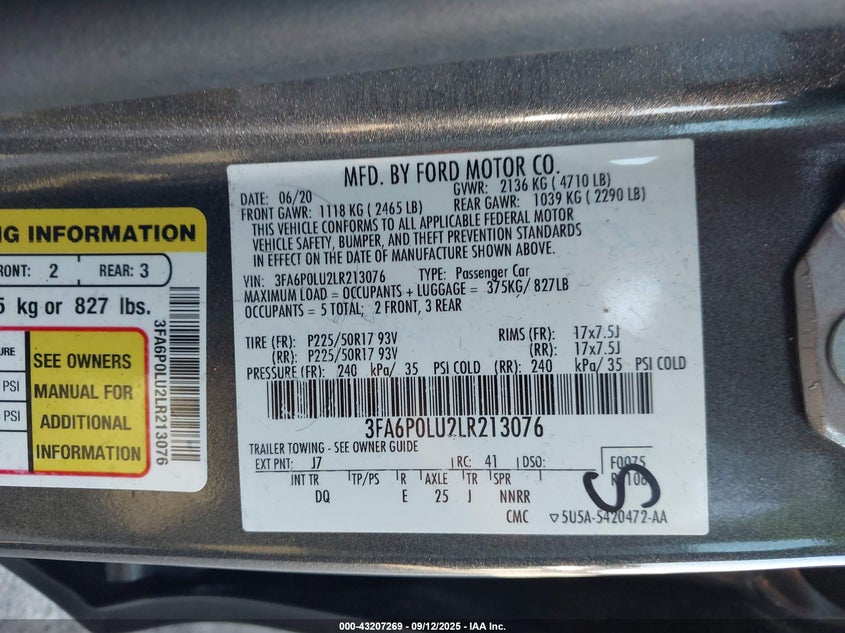 NG INFORMATION
RONT: 2 REAR: 3
5 kg or 827 lbs.
3FA6P0LU2LR213076
URE
PSI
PSI
SEE OWNERS
MANUAL FOR
ADDITIONAL
INFORMATION
MFD. BY FORD MOTOR CO.
DATE: 06/20 GVWR: 2136 KG ( 4710 LB)
FRONT GAWR: 1118 KG ( 2465 LB) REAR GAWR: 1039 KG ( 2290 LB)
THIS VEHICLE CONFORMS TO ALL APPLICABLE FEDERAL MOTOR
VEHICLE SAFETY, BUMPER, AND THEFT PREVENTION STANDARDS
IN EFFECT ON THE DATE OF MANUFACTURE SHOWN ABOVE.
VIN: 3FA6P0LU2LR213076 TYPE: Passenger Car
MAXIMUM LOAD = OCCUPANTS + LUGGAGE = 375KG/ 827LB
OCCUPANTS = 5 TOTAL; 2 FRONT, 3 REAR
TIRE (FR): P225/50R17 93V RIMS (FR): 17x7.5J
(RR): P225/50R17 93V (RR): 17x7.5J
PRESSURE (FR): 240 kPa/ 35 PSI COLD (RR): 240 kPa/ 35 PSI COLD
3FA6P0LU2LR213076
TRAILER TOWING - SEE OWNER GUIDE
EXT PNT: J7 RC: 41 DSO: F0075
INT TR TP/PS R AXLE TR SPR
DQ E 25 J NNRR
S
CMC ▽5U5A-5420472-AA
000-43207269 - 09/12/2025 - IAA Inc.